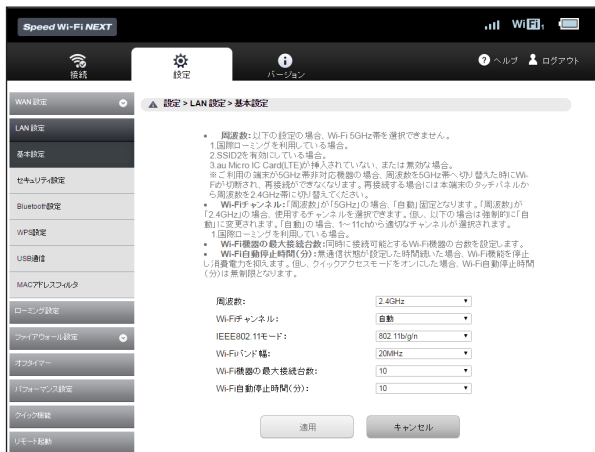 Speed Wi-Fi NEXT
WiFi 1
接続
設定
バージョン
? ヘルプ
ログアウト
WAN 設定
LAN 設定
基本設定
セキュリティ設定
Bluetooth設定
WPS設定
USB通信
MACアドレスフィルタ
ローミング設定
ファイアウォール設定
オフタイマー
パフォーマンス設定
クイック機能
リモート起動
設定 > LAN 設定 > 基本設定
• 周波数:以下の設定の場合、Wi-Fi 5GHz帯を選択できません。
1.国際ローミングを利用している場合。
2.SSID2を有効にしている場合。
3.au Micro IC Card(LTE)が挿入されていない、または無効な場合。
※ご利用の端末が5GHz帯非対応機器の場合、周波数を5GHz帯へ切り替えた時にWi-
Fiが切断され、再接続ができなくなります。再接続する場合には本端末のタッチパネルか
ら周波数を2.4GHz帯に切り替えてください。
• Wi-Fiチャンネル:「周波数」が「5GHz」の場合、「自動」固定となります。「周波数」が
「2.4GHz」の場合、使用するチャンネルを選択できます。但し、以下の場合は強制的に「自
動」に変更されます。「自動」の場合、1～11chから適切なチャンネルが選択されます。
1.国際ローミングを利用している場合。
• Wi-Fi機器の最大接続台数:同時に接続可能とするWi-Fi機器の台数を設定します。
• Wi-Fi自動停止時間(分):無通信状態が設定した時間続いた場合、Wi-Fi機能を停止
し消費電力を抑えます。但し、クイックアクセスモードをオンにした場合、Wi-Fi自動停止時間
(分)は無制限となります。
周波数: 2.4GHz
Wi-Fiチャンネル: 自動
IEEE802.11モード: 802.11b/g/n
Wi-Fiバンド幅: 20MHz
Wi-Fi機器の最大接続台数: 10
Wi-Fi自動停止時間(分): 10
適用 キャンセル